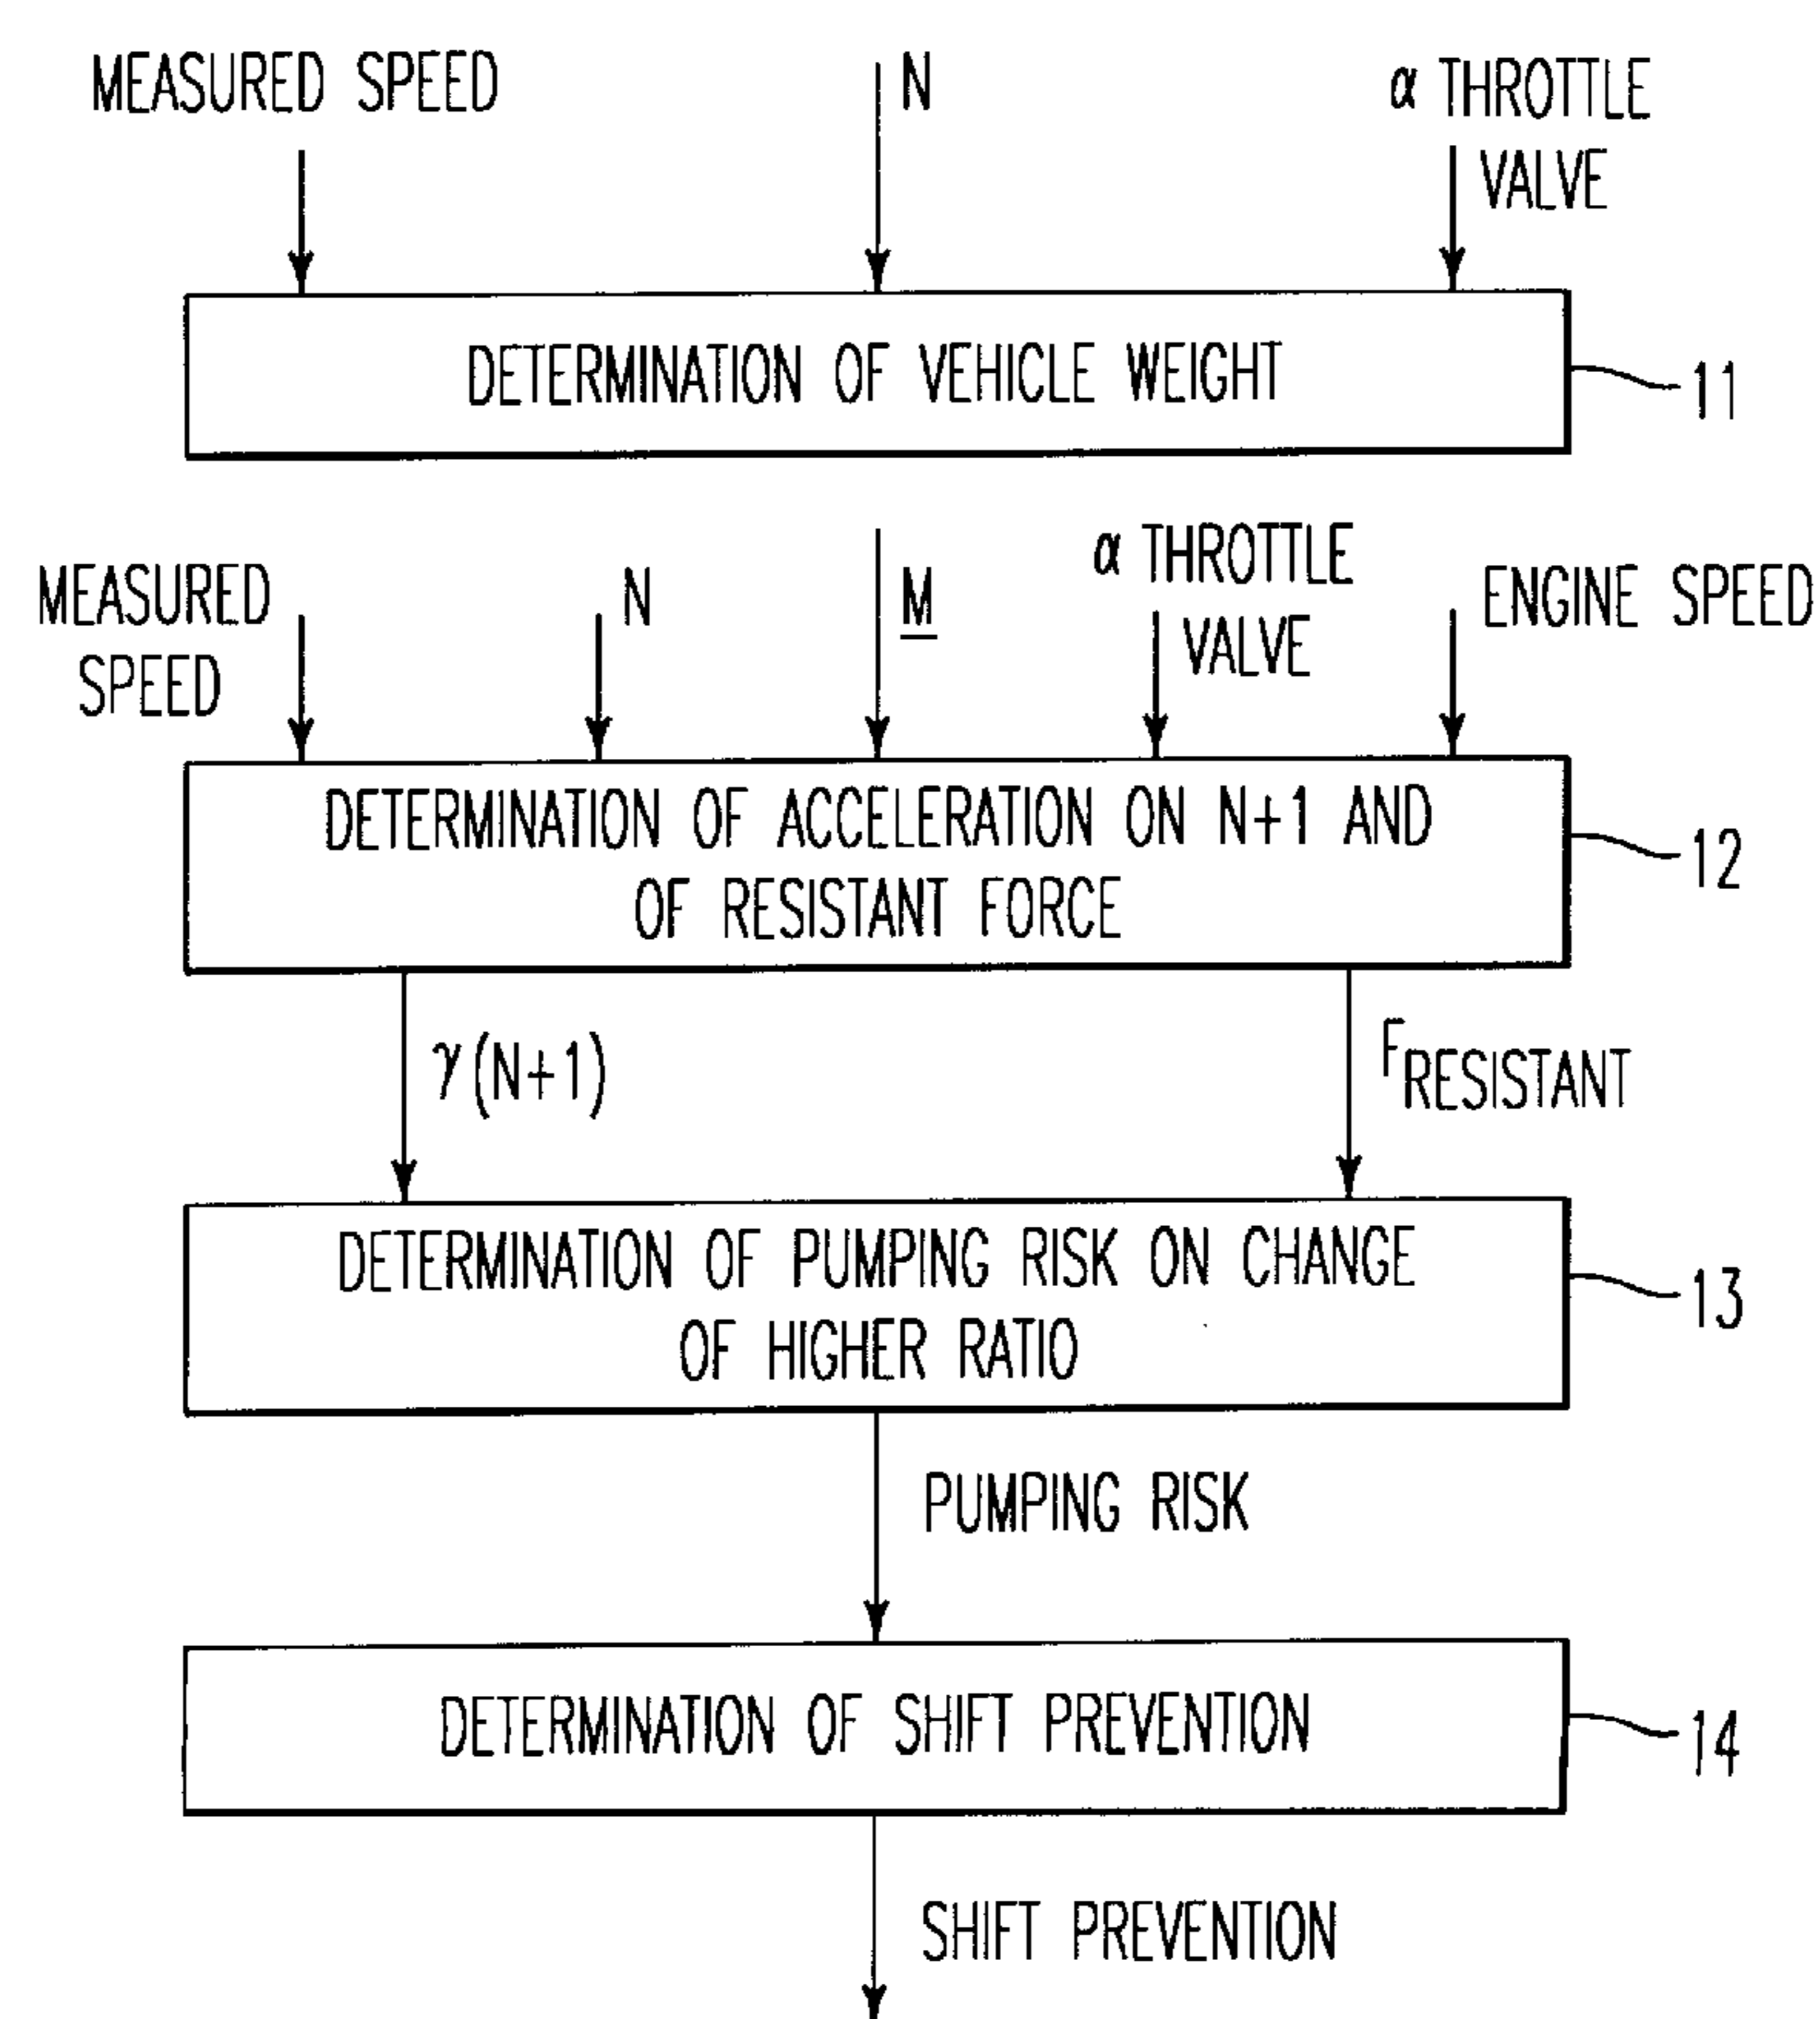 MEASURED SPEED
N
α THROTTLE
VALVE
DETERMINATION OF VEHICLE WEIGHT
11
MEASURED
SPEED
N
M
α THROTTLE
VALVE
ENGINE SPEED
DETERMINATION OF ACCELERATION ON N+1 AND
OF RESISTANT FORCE
12
γ(N+1)
FRESISTANT
DETERMINATION OF PUMPING RISK ON CHANGE
OF HIGHER RATIO
13
PUMPING RISK
DETERMINATION OF SHIFT PREVENTION
14
SHIFT PREVENTION